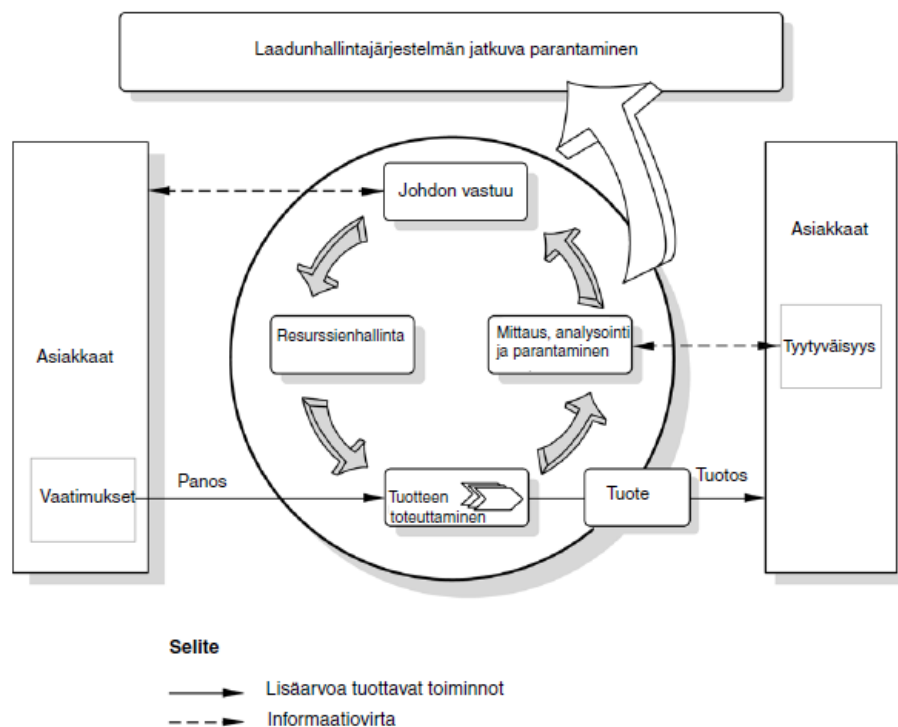 Laadunhallintajärjestelmän jatkuva parantaminen
Johdon vastuu
Asiakkaat
Resurssienhallinta
Mittaus, analysointi
ja parantaminen
Asiakkaat
Tyytyväisyys
Vaatimukset
Panos
Tuotteen
toteuttaminen
Tuote
Tuotos
Selite
Lisäarvoa tuottavat toiminnot
Informaatiovirta